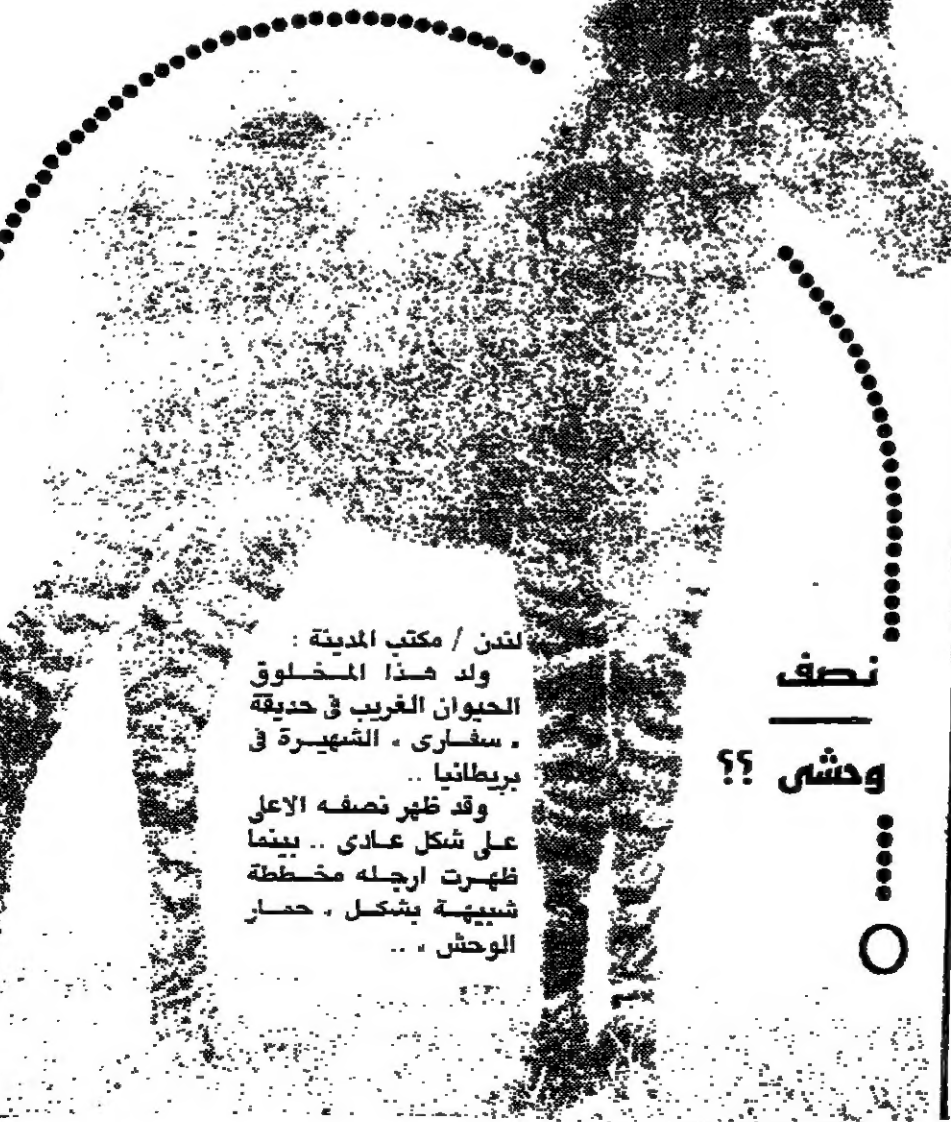 نصف
وحشى ؟؟
لندن / مكتب المدينة :
ولد هذا المخلوق
الحيوان الغريب فى حديقة
« سفارى » الشهيرة فى
بريطانيا ..
وقد ظهر نصفه الاعلى
على شكل عادى .. بينما
ظهرت ارجله مخططة
شبيهة بشكل « حمار
الوحش » ..